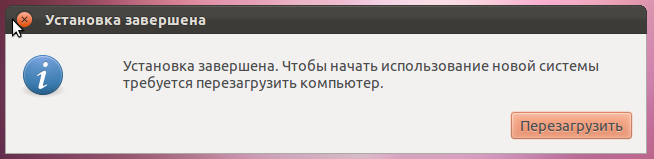 Установка завершена
Установка завершена. Чтобы начать использование новой системы
требуется перезагрузить компьютер.
Перезагрузить